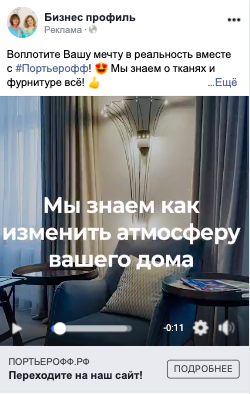 Бизнес профиль
Реклама ·
Воплотите Вашу мечту в реальность вместе
с #Портьерофф! 😍 Мы знаем о тканях и
фурнитуре всё! 👍 ...Ещё
Мы знаем как
изменить атмосферу
вашего дома
-0:11
ПОРТЬЕРОФФ.РФ
Переходите на наш сайт!
ПОДРОБНЕЕ